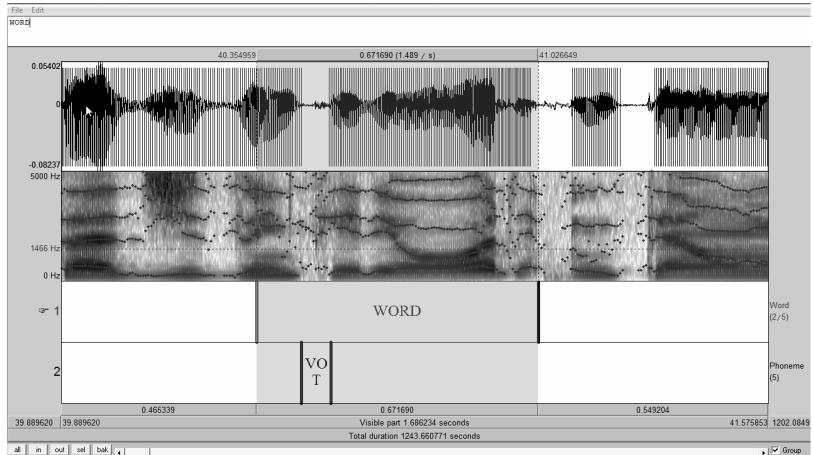 File Edit
WORD
40.354959 0.671690 (1.489 / s) 41.026649
0.05402
0
-0.08237
5000 Hz
1466 Hz
0 Hz
1 WORD Word
(2/5)
2 VO
T Phoneme
(5)
0.465339 0.671690 0.549204
39.889620 39.889620 Visible part 1.686234 seconds 41.575853 1202.0849
Total duration 1243.660771 seconds
all in out sel bak Group